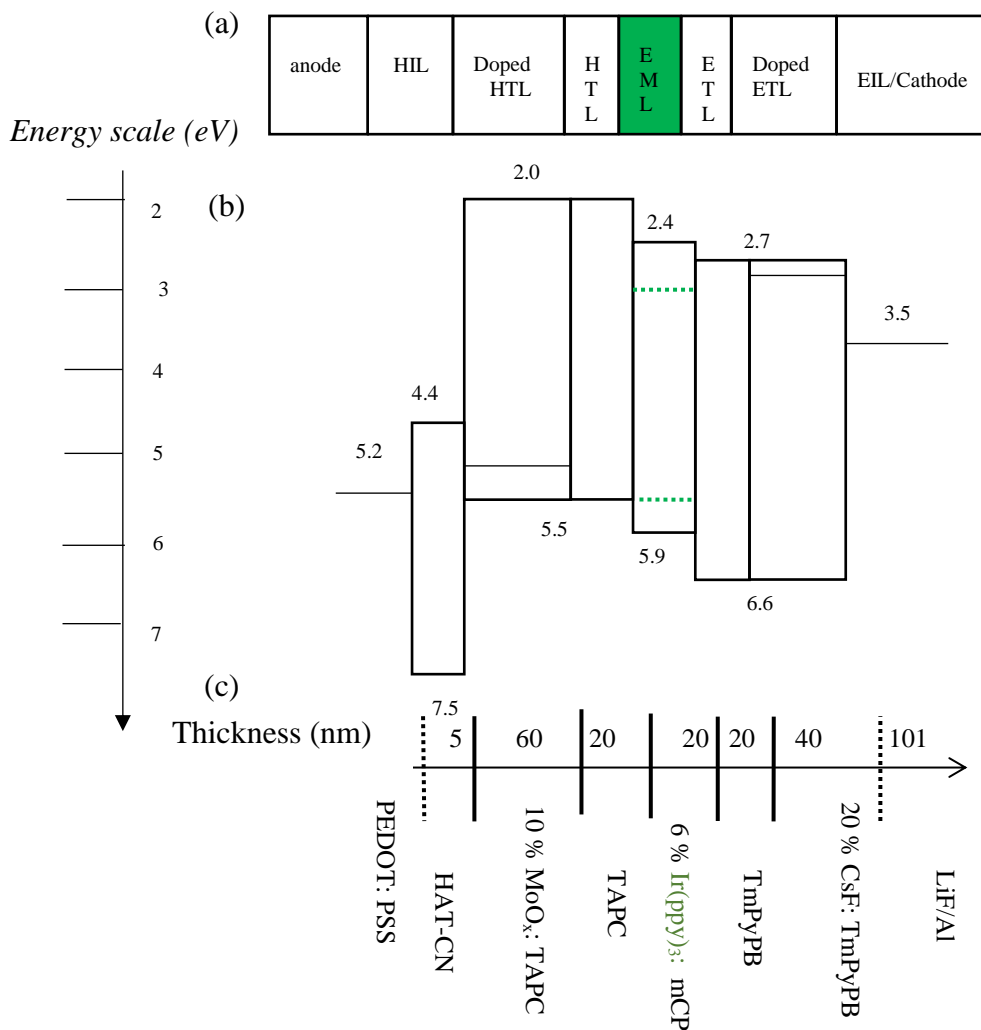 (a)
anode
HIL
Doped
HTL
H
T
L
E
M
L
E
T
L
Doped
ETL
EIL/Cathode
Energy scale (eV)
(b)
2
3
4
5
6
7
2.0
2.4
2.7
3.5
4.4
5.2
5.5
5.9
6.6
(c)
7.5
Thickness (nm)
5
60
20
20
20
40
101
PEDOT: PSS
HAT-CN
10 % MoOₓ: TAPC
TAPC
6 % Ir(ppy)₃: mCP
TmPyPB
20 % CsF: TmPyPB
LiF/Al